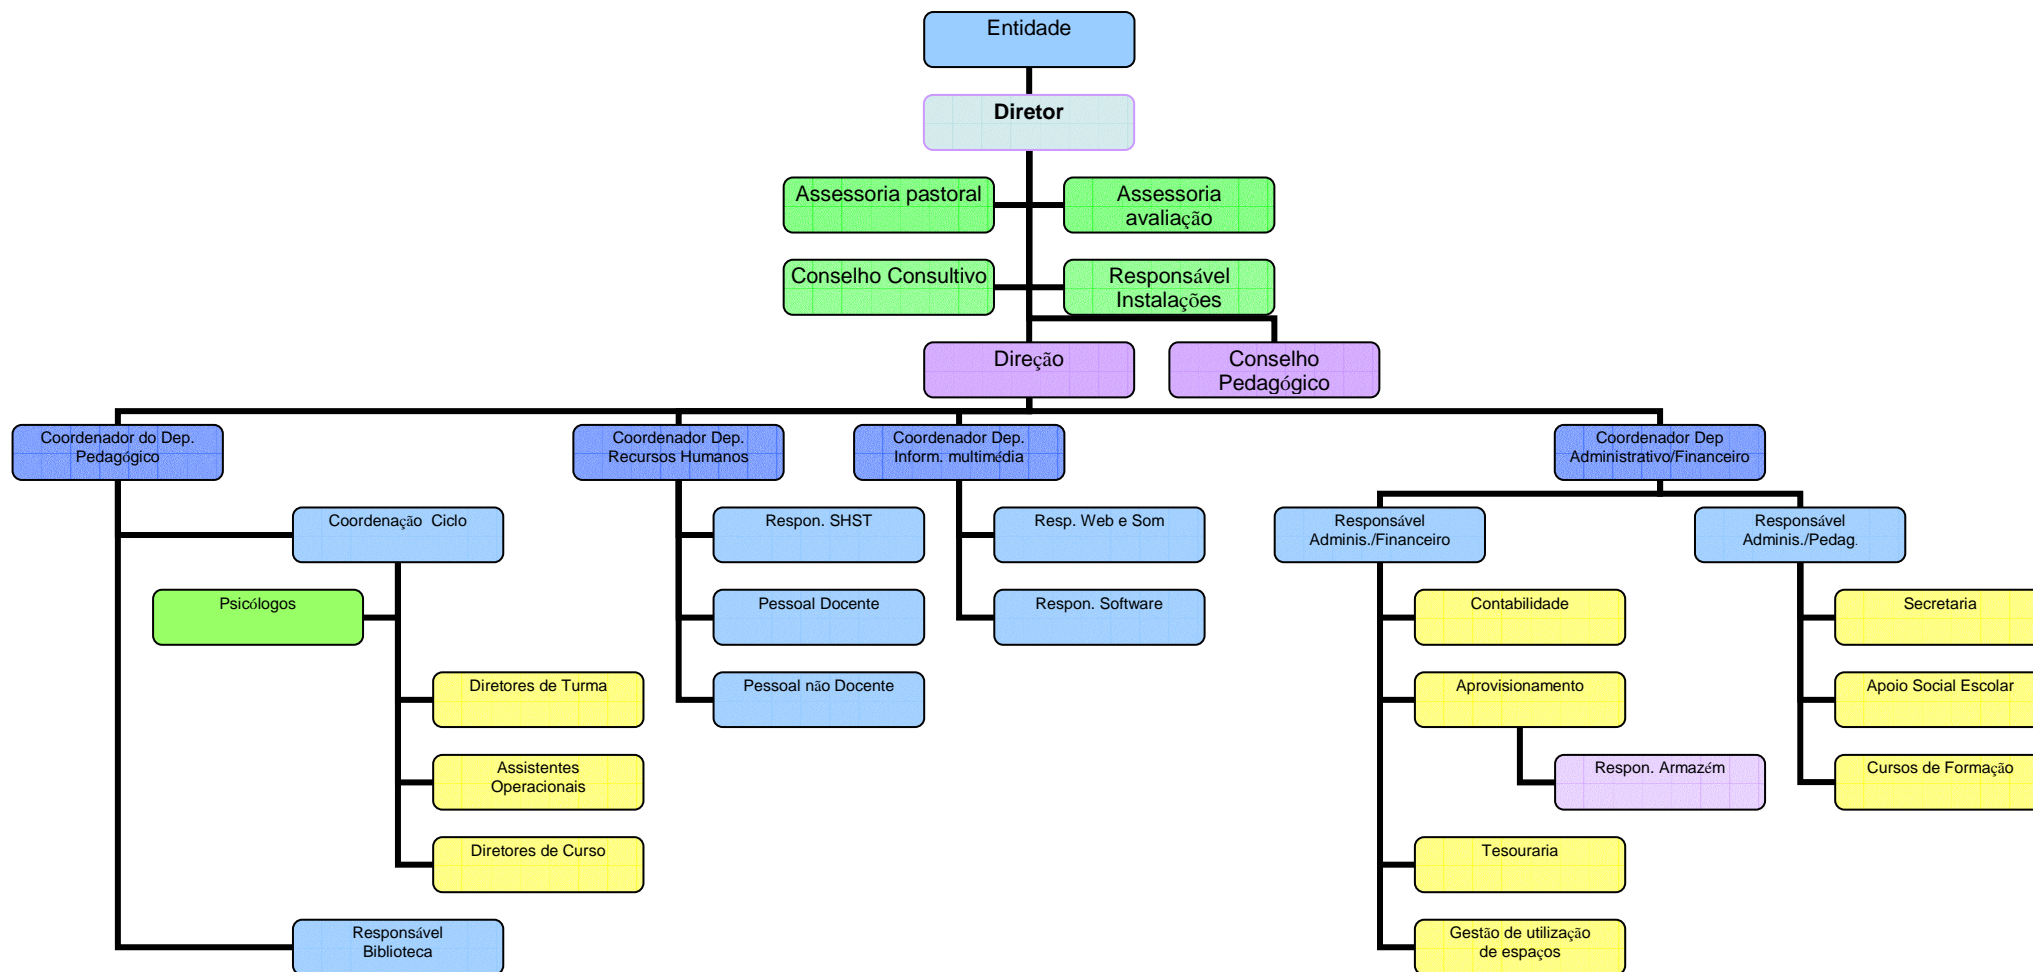 Entidade
Diretor
Assessoria pastoral
Assessoria
avaliação
Conselho Consultivo
Responsável
Instalações
Direção
Conselho
Pedagógico
Coordenador do Dep.
Pedagógico
Coordenador Dep.
Recursos Humanos
Coordenador Dep.
Inform. multimédia
Coordenador Dep
Administrativo/Financeiro
Coordenação Ciclo
Respon. SHST
Resp. Web e Som
Responsável
Adminis./Financeiro
Responsável
Adminis./Pedag.
Psicólogos
Pessoal Docente
Respon. Software
Contabilidade
Secretaria
Diretores de Turma
Pessoal não Docente
Aprovisionamento
Apoio Social Escolar
Assistentes
Operacionais
Respon. Armazém
Cursos de Formação
Diretores de Curso
Tesouraria
Responsável
Biblioteca
Gestão de utilização
de espaços